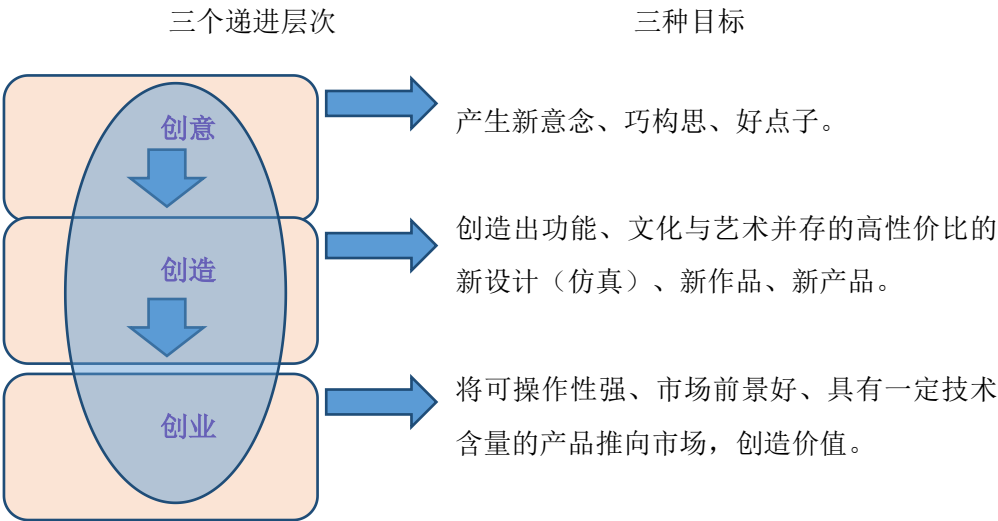 三个递进层次
三种目标
创意
产生新意念、巧构思、好点子。
创造
创造出功能、文化与艺术并存的高性价比的
新设计（仿真）、新作品、新产品。
创业
将可操作性强、市场前景好、具有一定技术
含量的产品推向市场，创造价值。